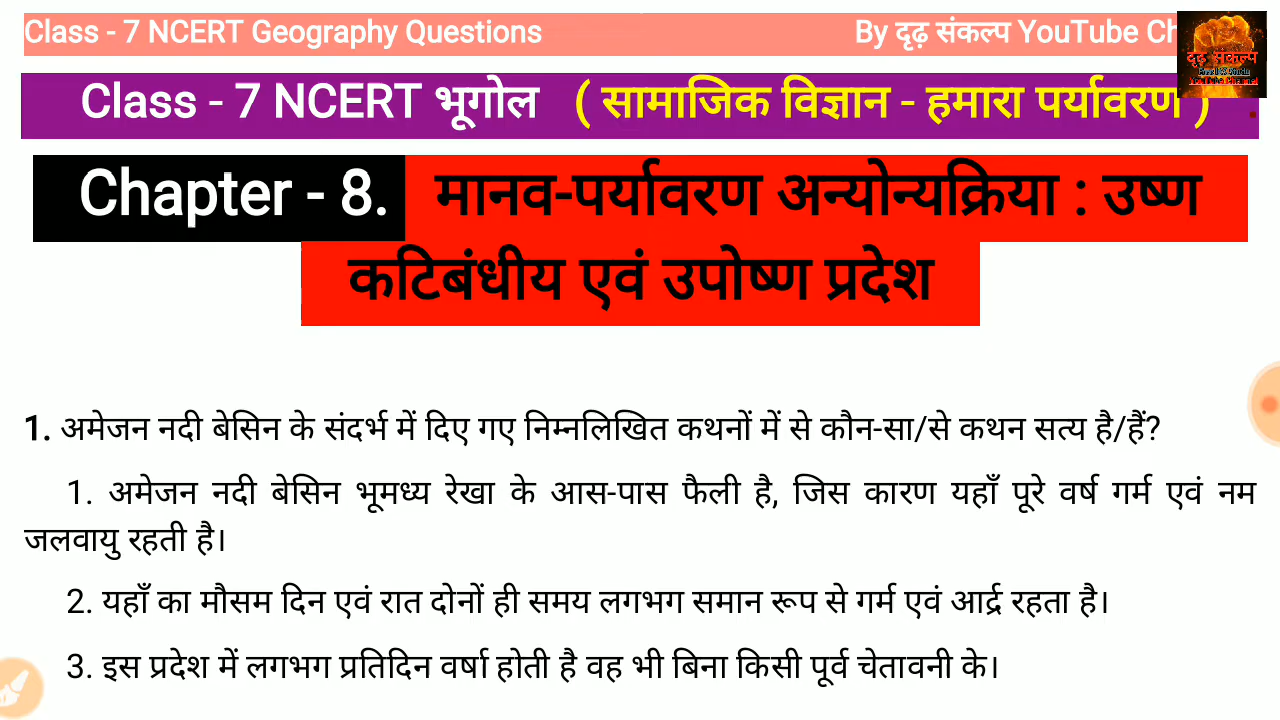 Class - 7 NCERT Geography Questions By दृढ़ संकल्प YouTube Ch
दृढ़ संकल्प
Class - 7 NCERT भूगोल ( सामाजिक विज्ञान - हमारा पर्यावरण ) .
Chapter - 8. मानव-पर्यावरण अन्योन्यक्रिया : उष्ण
कटिबंधीय एवं उपोष्ण प्रदेश
1. अमेजन नदी बेसिन के संदर्भ में दिए गए निम्नलिखित कथनों में से कौन-सा/से कथन सत्य है/हैं?
1. अमेजन नदी बेसिन भूमध्य रेखा के आस-पास फैली है, जिस कारण यहाँ पूरे वर्ष गर्म एवं नम
जलवायु रहती है।
2. यहाँ का मौसम दिन एवं रात दोनों ही समय लगभग समान रूप से गर्म एवं आर्द्र रहता है।
3. इस प्रदेश में लगभग प्रतिदिन वर्षा होती है वह भी बिना किसी पूर्व चेतावनी के।